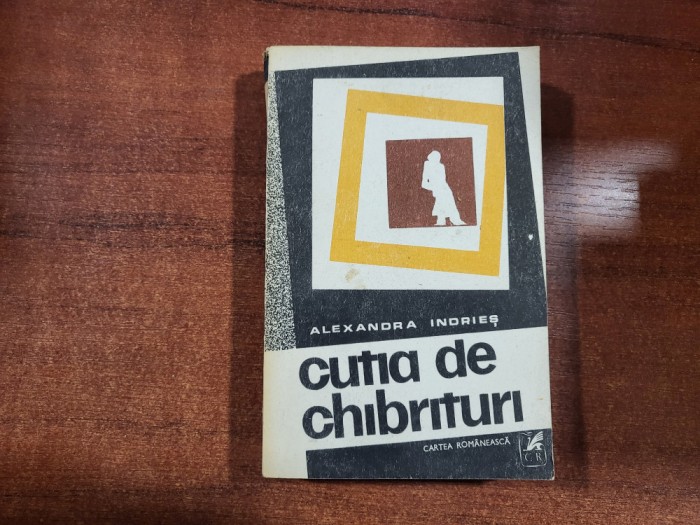 ALEXANDRA INDRIEȘ
cutia de
chibrituri
CARTEA ROMÂNEASCĂ
CR